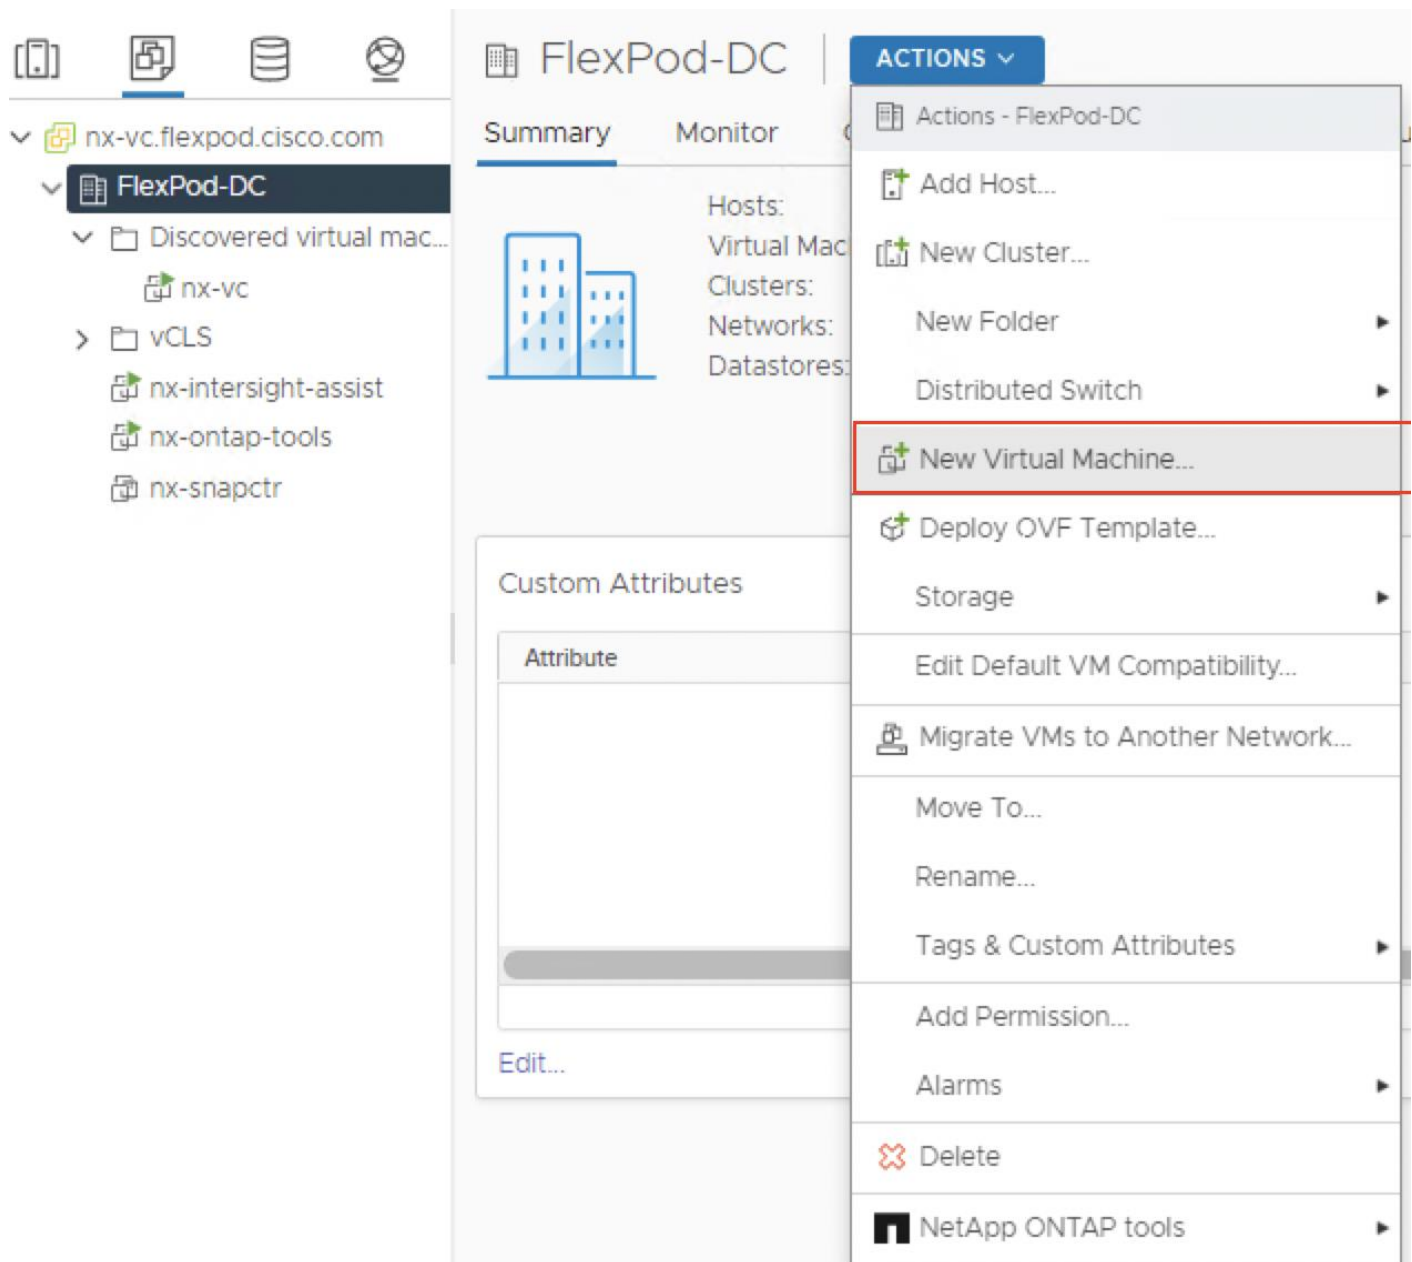 FlexPod-DC
ACTIONS
nx-vc.flexpod.cisco.com
FlexPod-DC
Discovered virtual mac...
nx-vc
vCLS
nx-intersight-assist
nx-ontap-tools
nx-snapctr
Summary
Monitor
Hosts:
Virtual Mac
Clusters:
Networks:
Datastores:
Custom Attributes
Attribute
Edit...
Actions - FlexPod-DC
Add Host...
New Cluster...
New Folder
Distributed Switch
New Virtual Machine...
Deploy OVF Template...
Storage
Edit Default VM Compatibility...
Migrate VMs to Another Network...
Move To...
Rename...
Tags & Custom Attributes
Add Permission...
Alarms
Delete
NetApp ONTAP tools